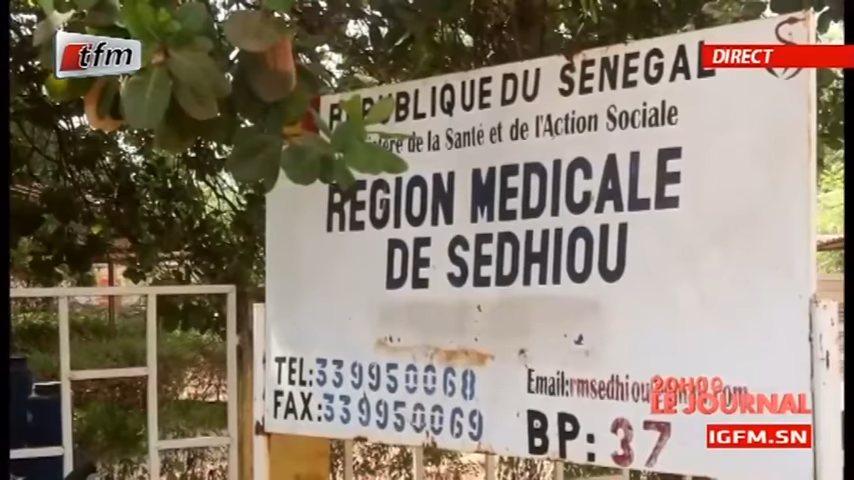 tfm
DIRECT
REPUBLIQUE DU SENEGAL
de la Santé et de l'Action Sociale
REGION MEDICALE
DE SEDHIOU
TEL: 339950068
FAX: 339950069
Email:rmsedhiou
BP: 37
20H00
LE JOURNAL
IGFM.SN